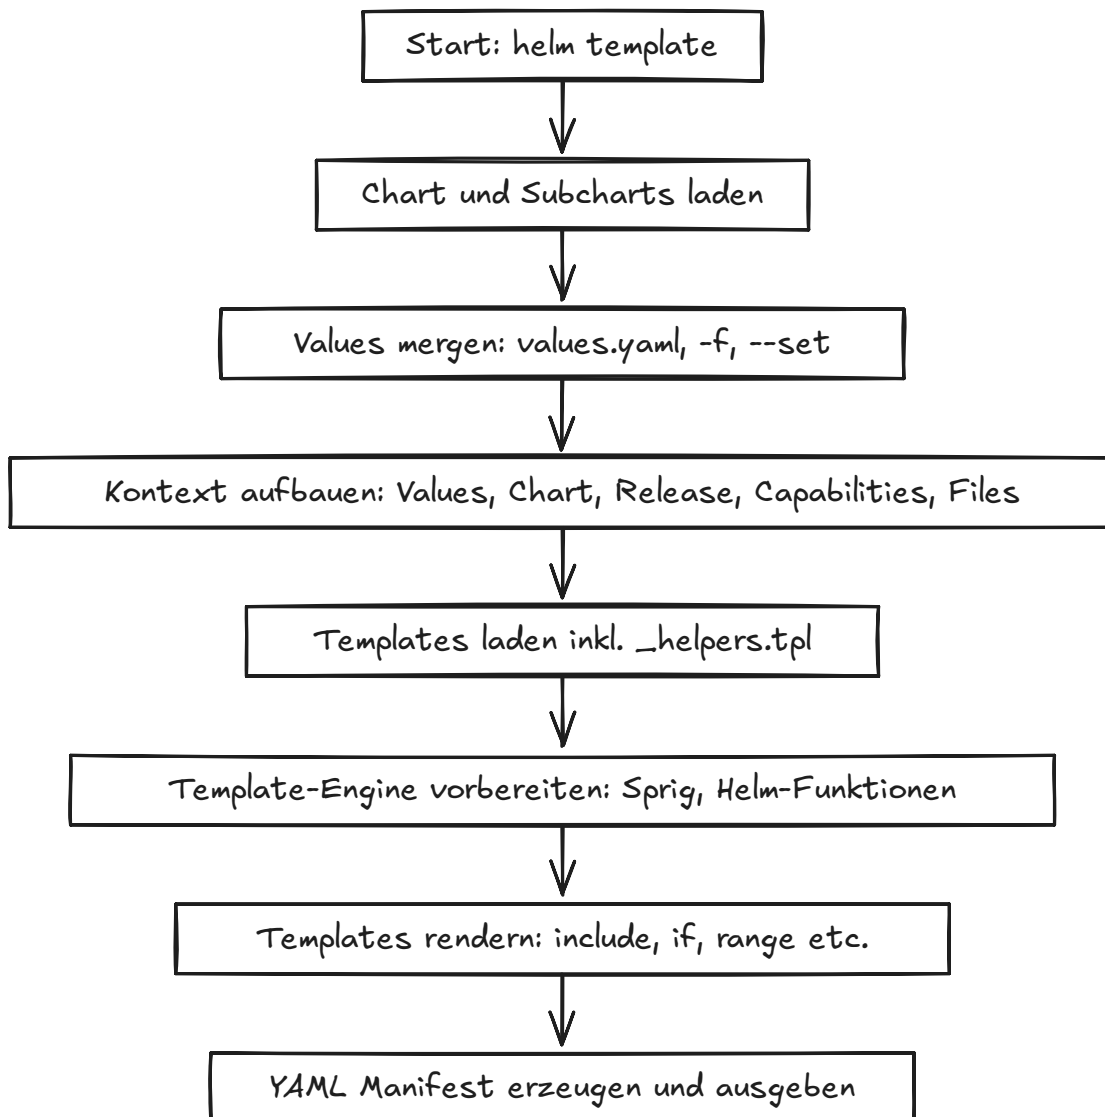 Start: helm template
Chart und Subcharts laden
Values mergen: values.yaml, -f, --set
Kontext aufbauen: Values, Chart, Release, Capabilities, Files
Templates laden inkl. _helpers.tpl
Template-Engine vorbereiten: Sprig, Helm-Funktionen
Templates rendern: include, if, range etc.
YAML Manifest erzeugen und ausgeben